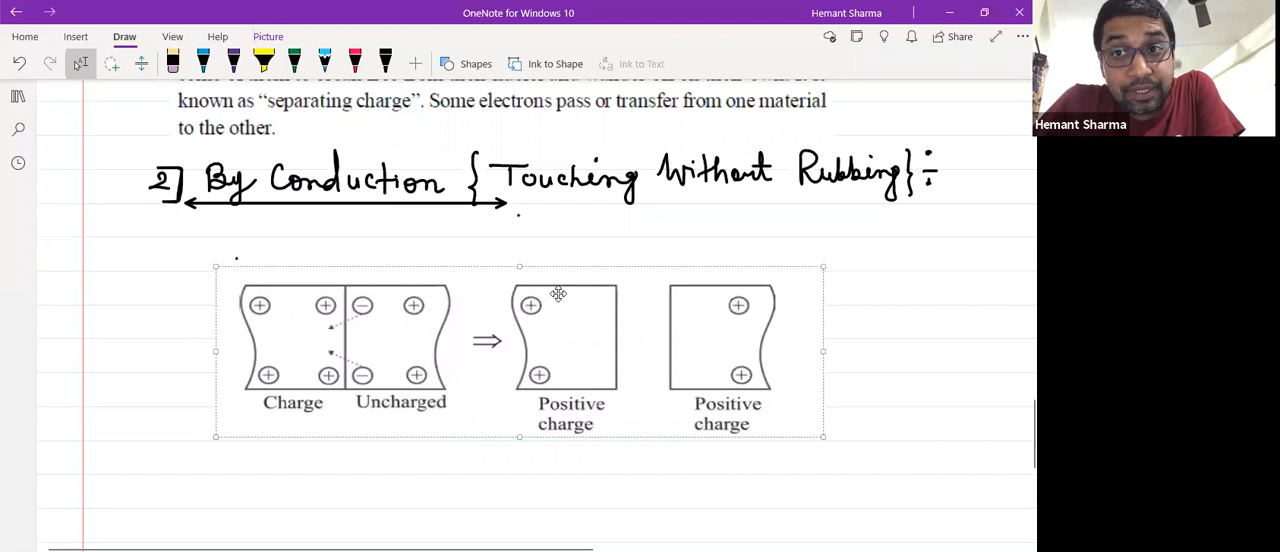 OneNote for Windows 10
Hemant Sharma
Home Insert Draw View Help Picture
Share
Shapes Ink to Shape Ink to Text
known as “separating charge”. Some electrons pass or transfer from one material
to the other.
2] By Conduction { Touching Without Rubbing} ÷
+ + − + ⇒ + +
+ + − + + +
Charge Uncharged Positive Positive
charge charge
Hemant Sharma